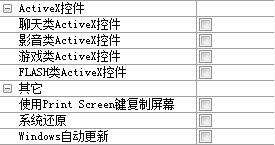 ActiveX控件
聊天类ActiveX控件
影音类ActiveX控件
游戏类ActiveX控件
FLASH类ActiveX控件
其它
使用Print Screen键复制屏幕
系统还原
Windows自动更新